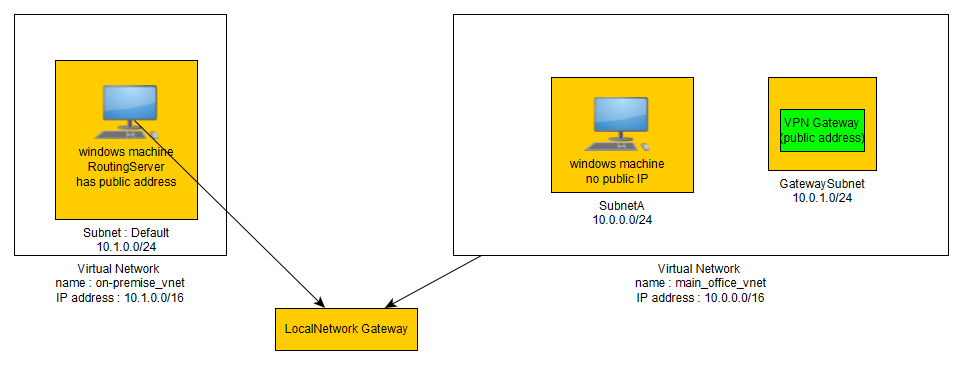 windows machine
RoutingServer
has public address
Subnet : Default
10.1.0.0/24
Virtual Network
name : on-premise_vnet
IP address : 10.1.0.0/16
windows machine
no public IP
SubnetA
10.0.0.0/24
VPN Gateway
(public address)
GatewaySubnet
10.0.1.0/24
Virtual Network
name : main_office_vnet
IP address : 10.0.0.0/16
LocalNetwork Gateway